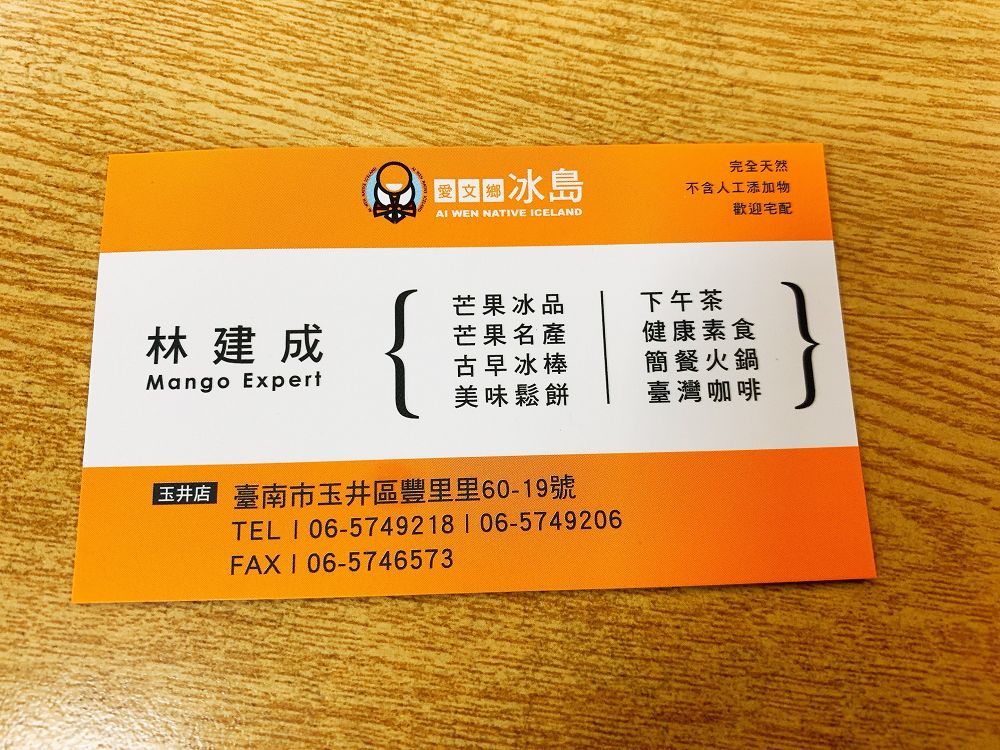 愛文鄉冰島
AI WEN NATIVE ICELAND
完全天然
不含人工添加物
歡迎宅配
林建成
Mango Expert
芒果冰品
芒果名產
古早冰棒
美味鬆餅
下午茶
健康素食
簡餐火鍋
臺灣咖啡
玉井店
臺南市玉井區豐里里60-19號
TEL | 06-5749218 | 06-5749206
FAX | 06-5746573